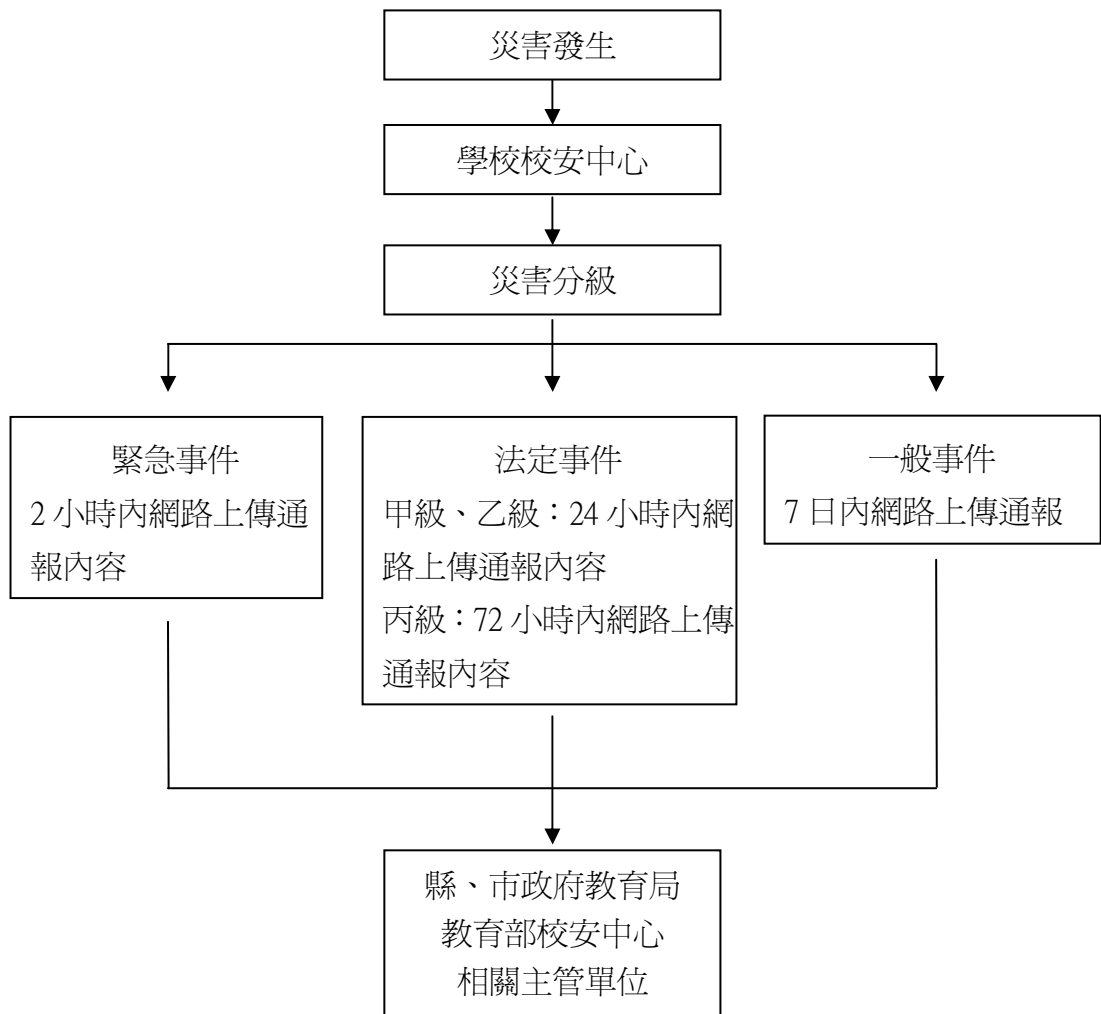 災害發生
學校校安中心
災害分級
緊急事件
2 小時內網路上傳通
報內容
法定事件
甲級、乙級：24 小時內網
路上傳通報內容
丙級：72 小時內網路上傳
通報內容
一般事件
7 日內網路上傳通報
縣、市政府教育局
教育部校安中心
相關主管單位